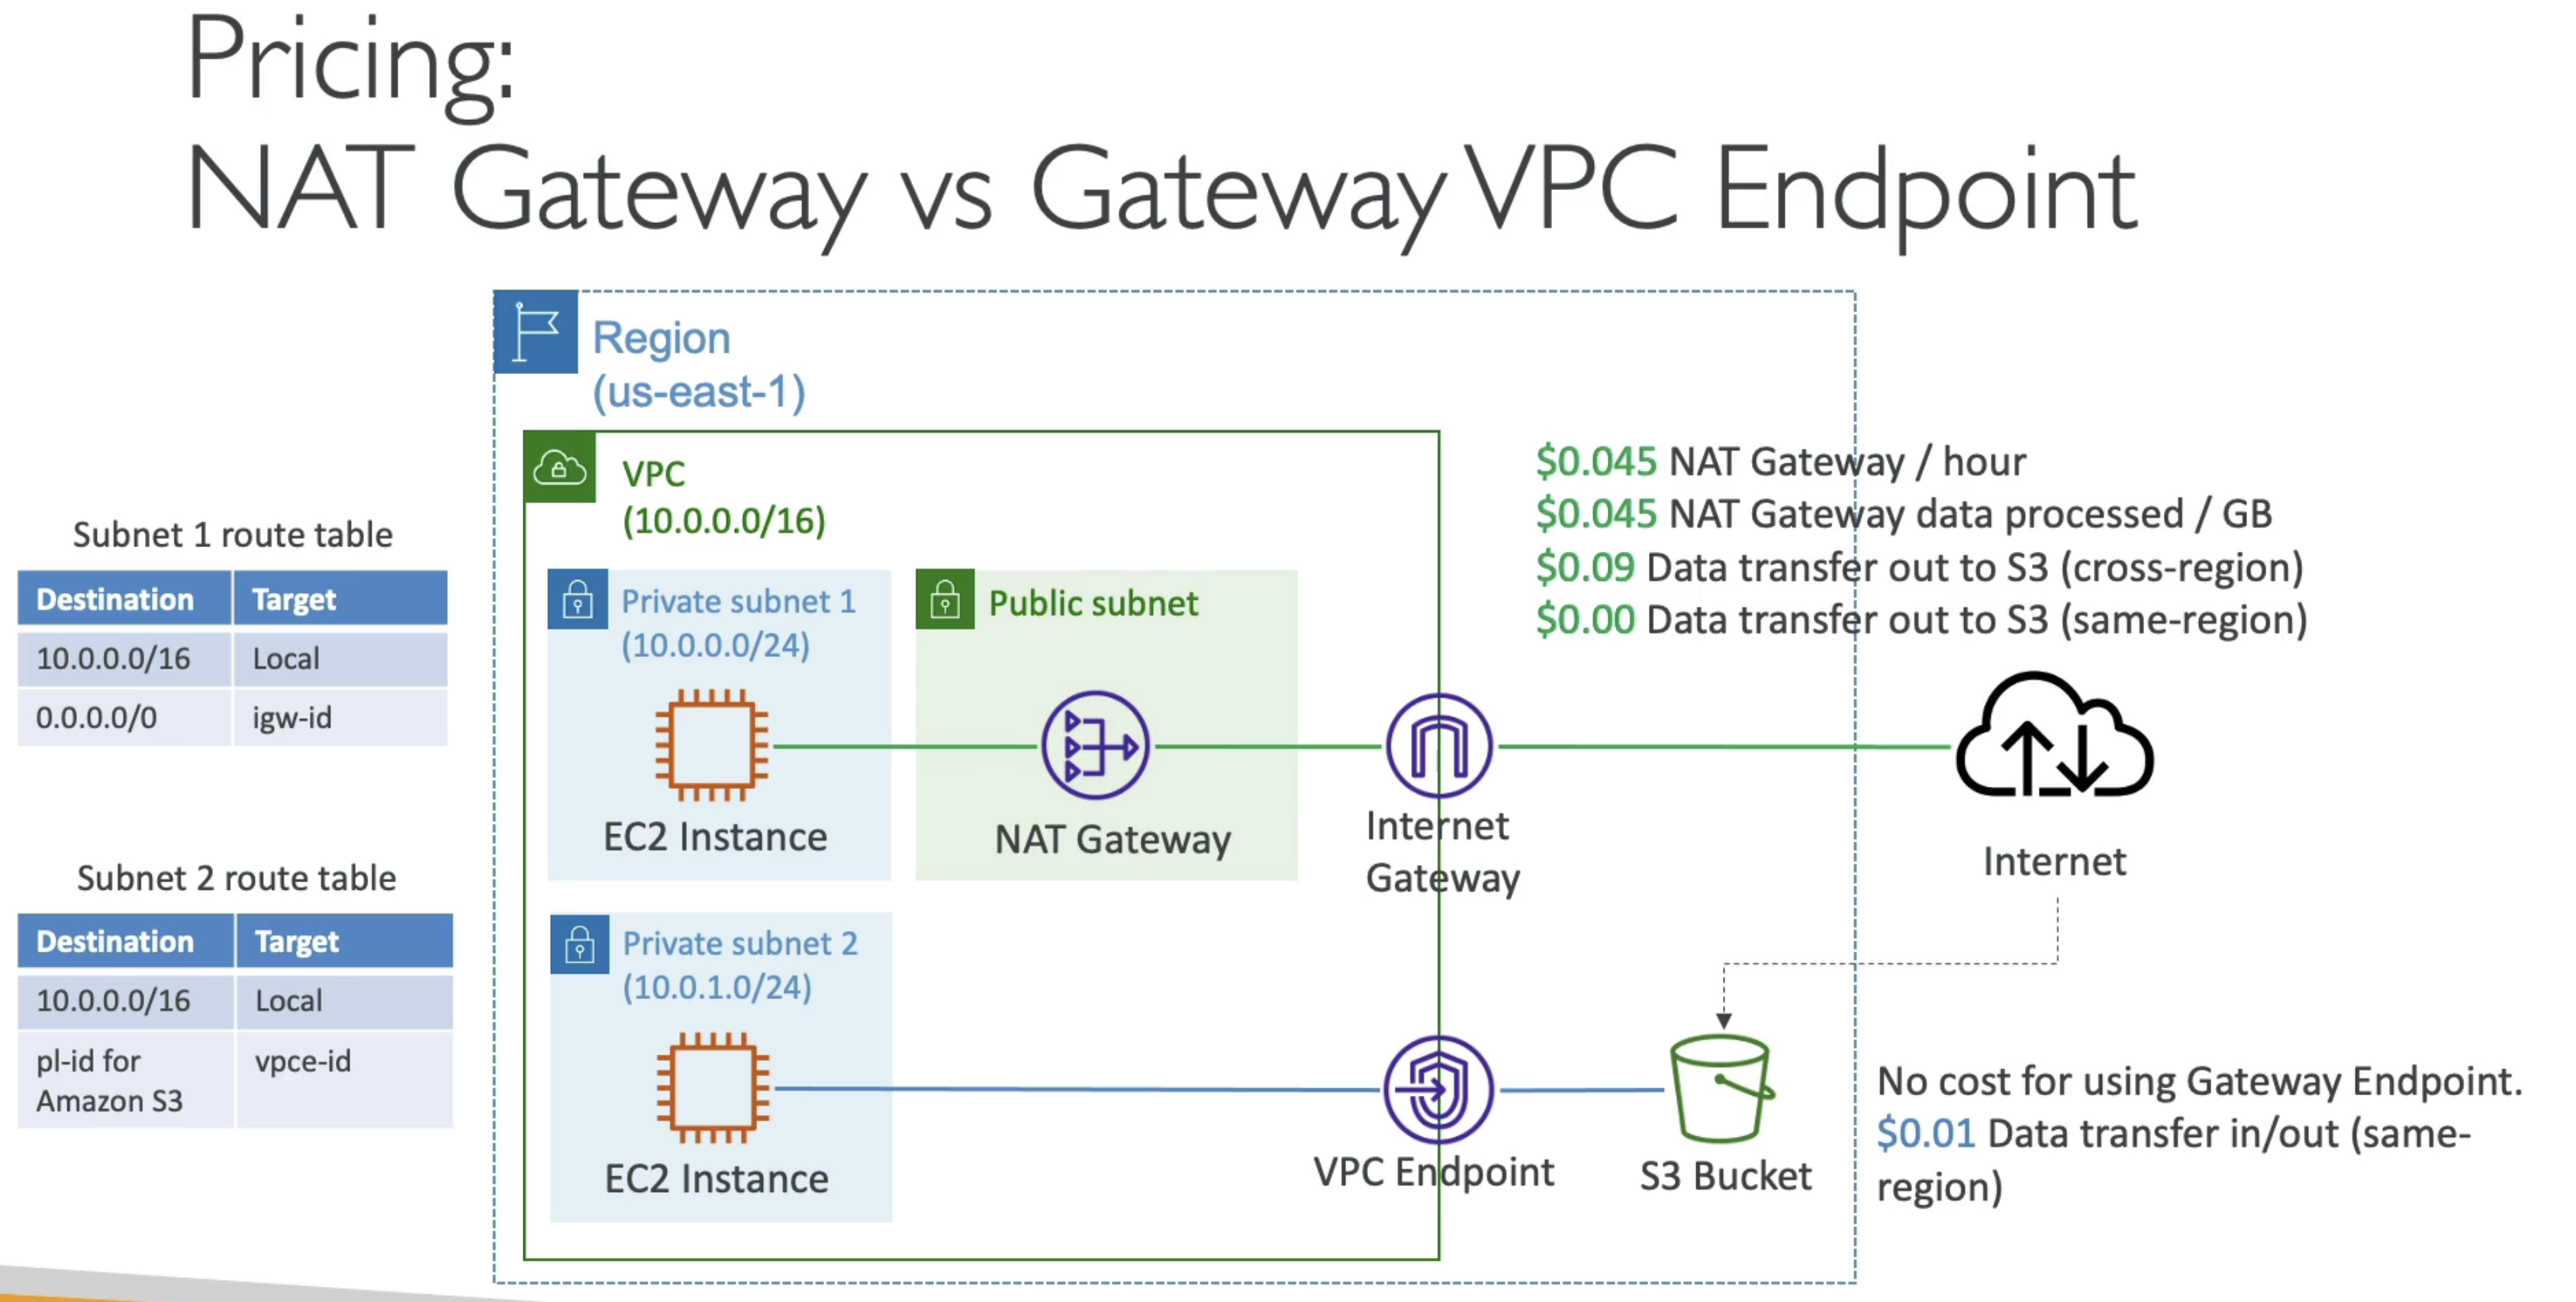 Pricing:
NAT Gateway vs Gateway VPC Endpoint
Region
(us-east-1)
VPC
(10.0.0.0/16)
$0.045 NAT Gateway / hour
$0.045 NAT Gateway data processed / GB
$0.09 Data transfer out to S3 (cross-region)
$0.00 Data transfer out to S3 (same-region)
Subnet 1 route table
Destination Target
10.0.0.0/16 Local
0.0.0.0/0 igw-id
Private subnet 1
(10.0.0.0/24)
EC2 Instance
Public subnet
NAT Gateway
Internet
Gateway
Internet
Subnet 2 route table
Destination Target
10.0.0.0/16 Local
pl-id for
Amazon S3
vpce-id
Private subnet 2
(10.0.1.0/24)
EC2 Instance
VPC Endpoint
S3 Bucket
No cost for using Gateway Endpoint.
$0.01 Data transfer in/out (same-
region)